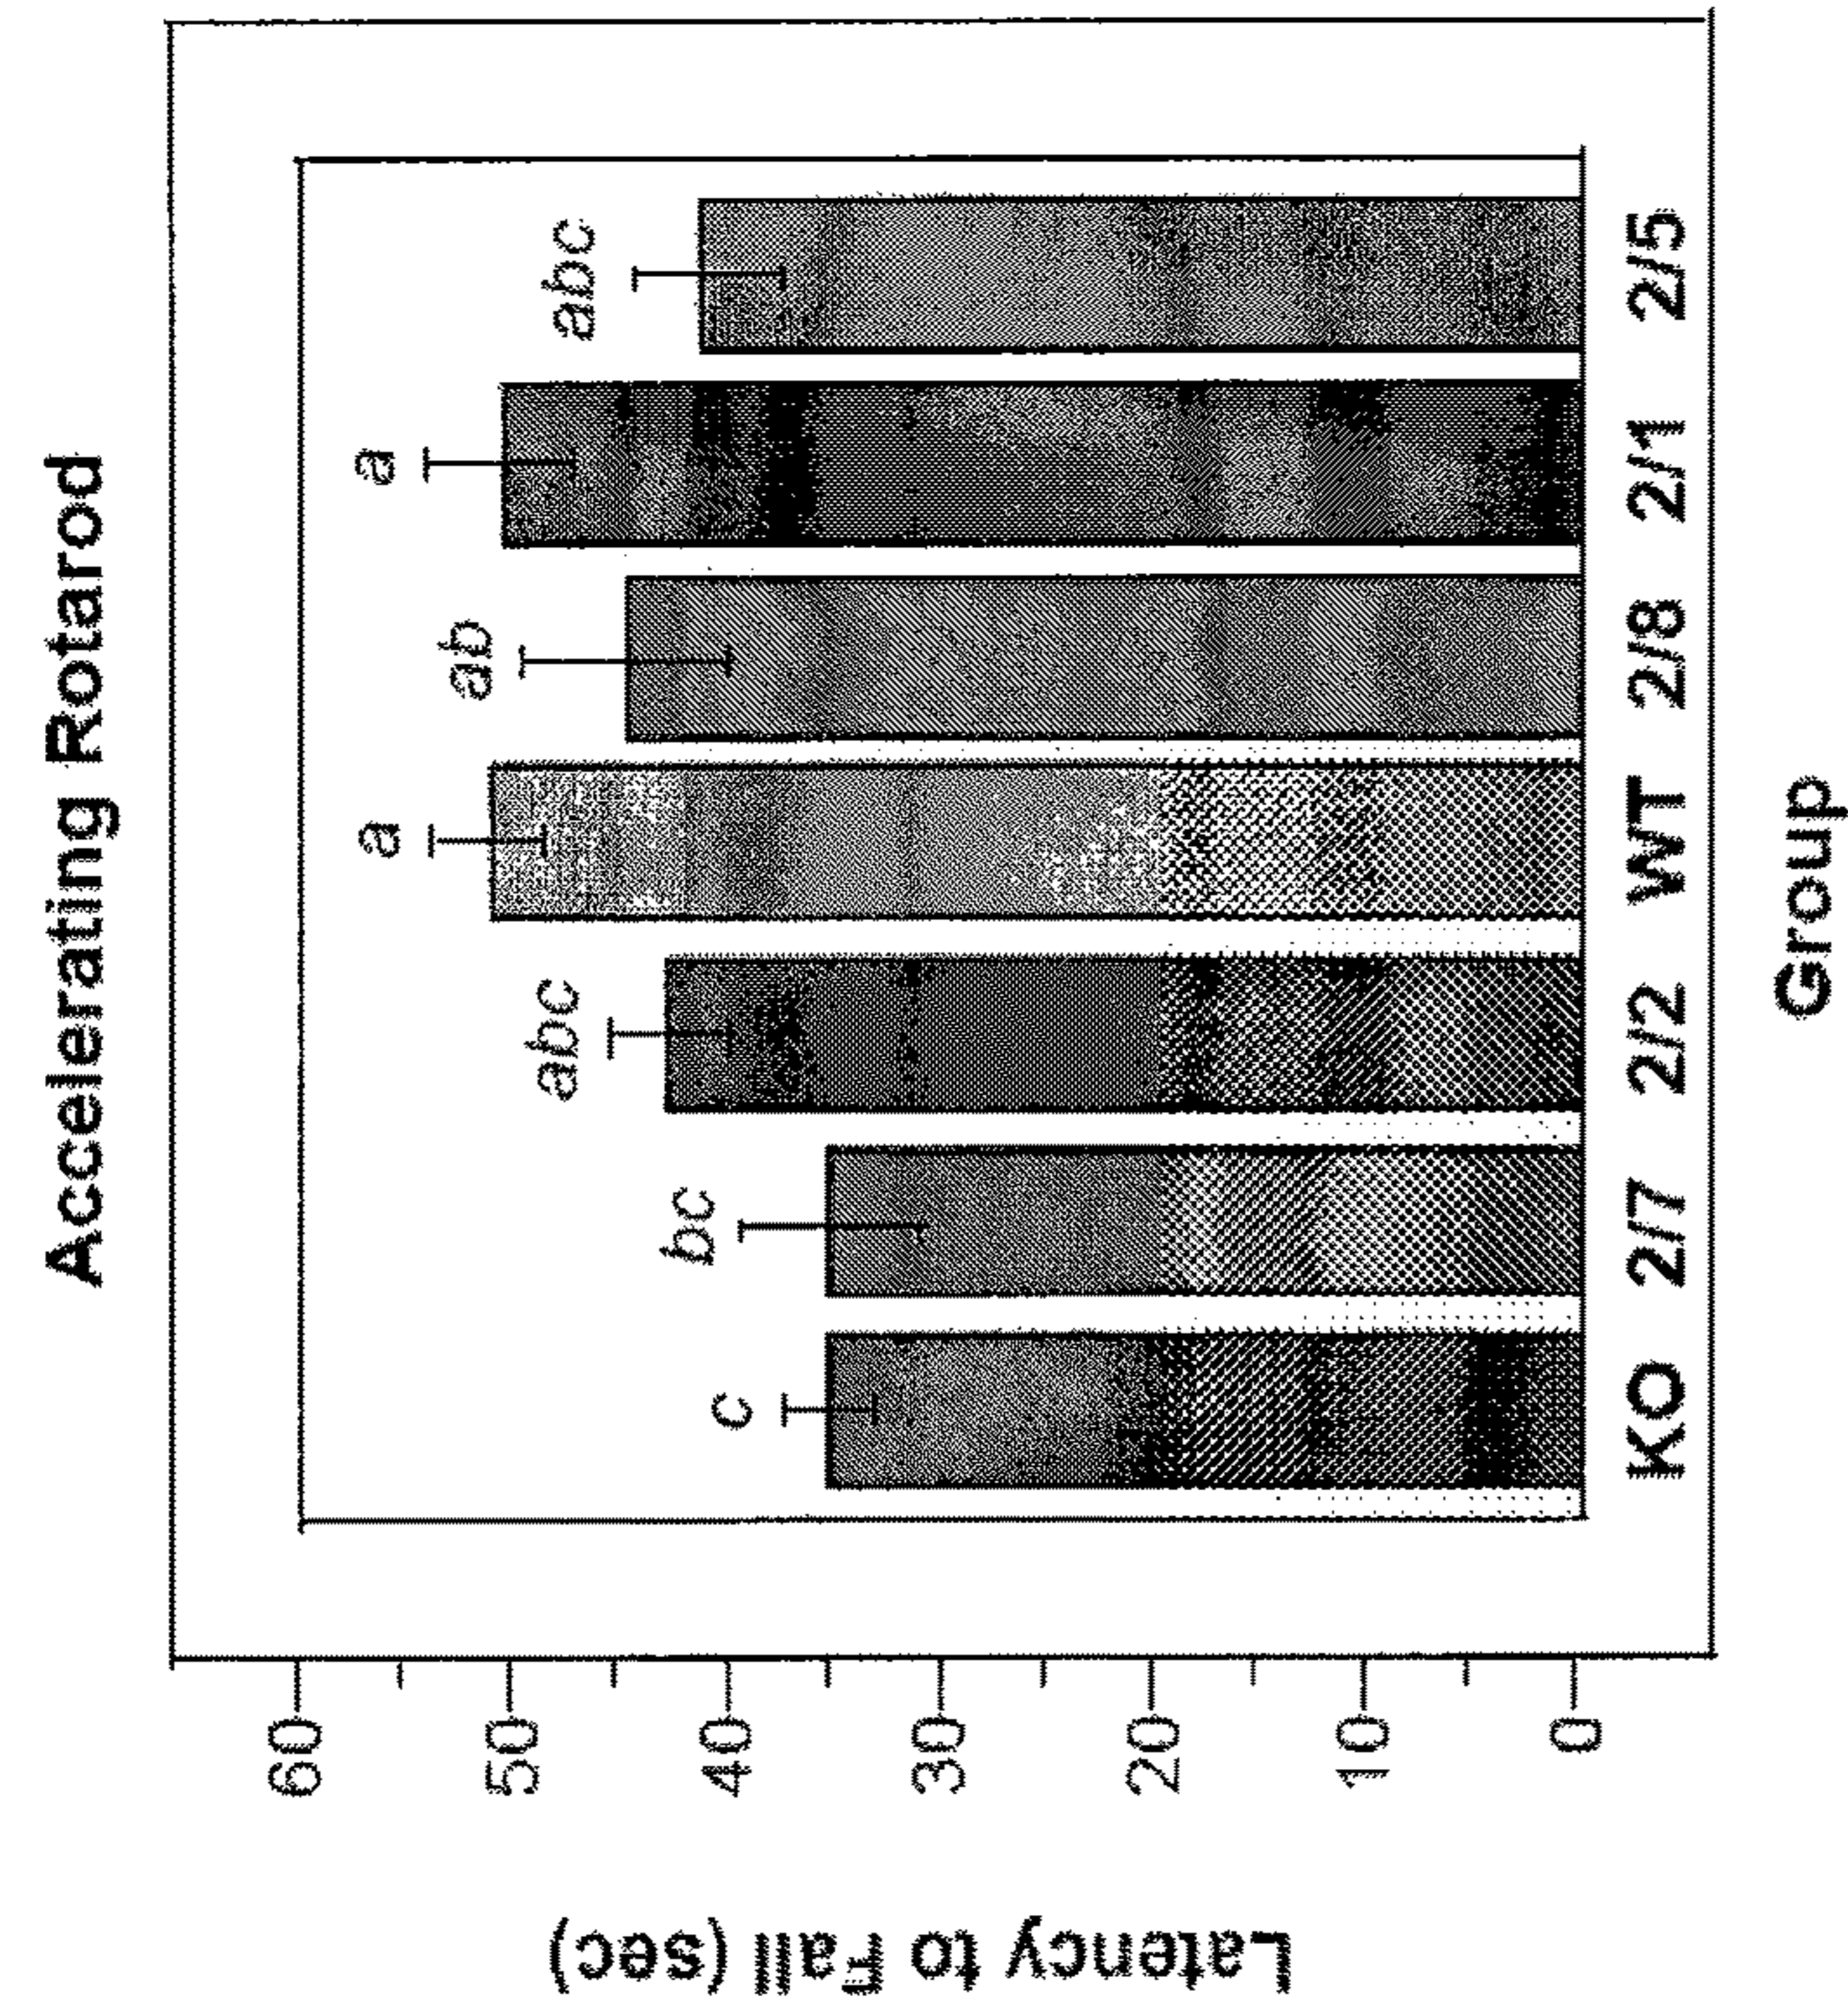 Accelerating Rotarod
Latency to Fall (sec)
60
50
40
30
20
10
0
c
bc
abc
a
ab
a
abc
KO 2/7 2/2 WT 2/8 2/1 2/5
Group